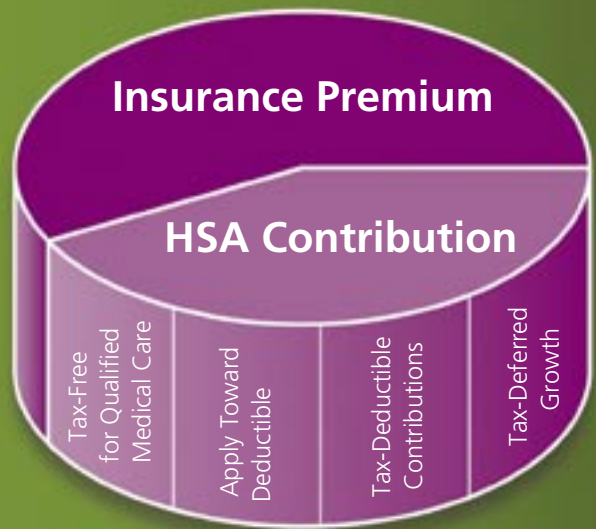 Insurance Premium
HSA Contribution
Tax-Free
for Qualified
Medical Care
Apply Toward
Deductible
Tax-Deductible
Contributions
Tax-Deferred
Growth